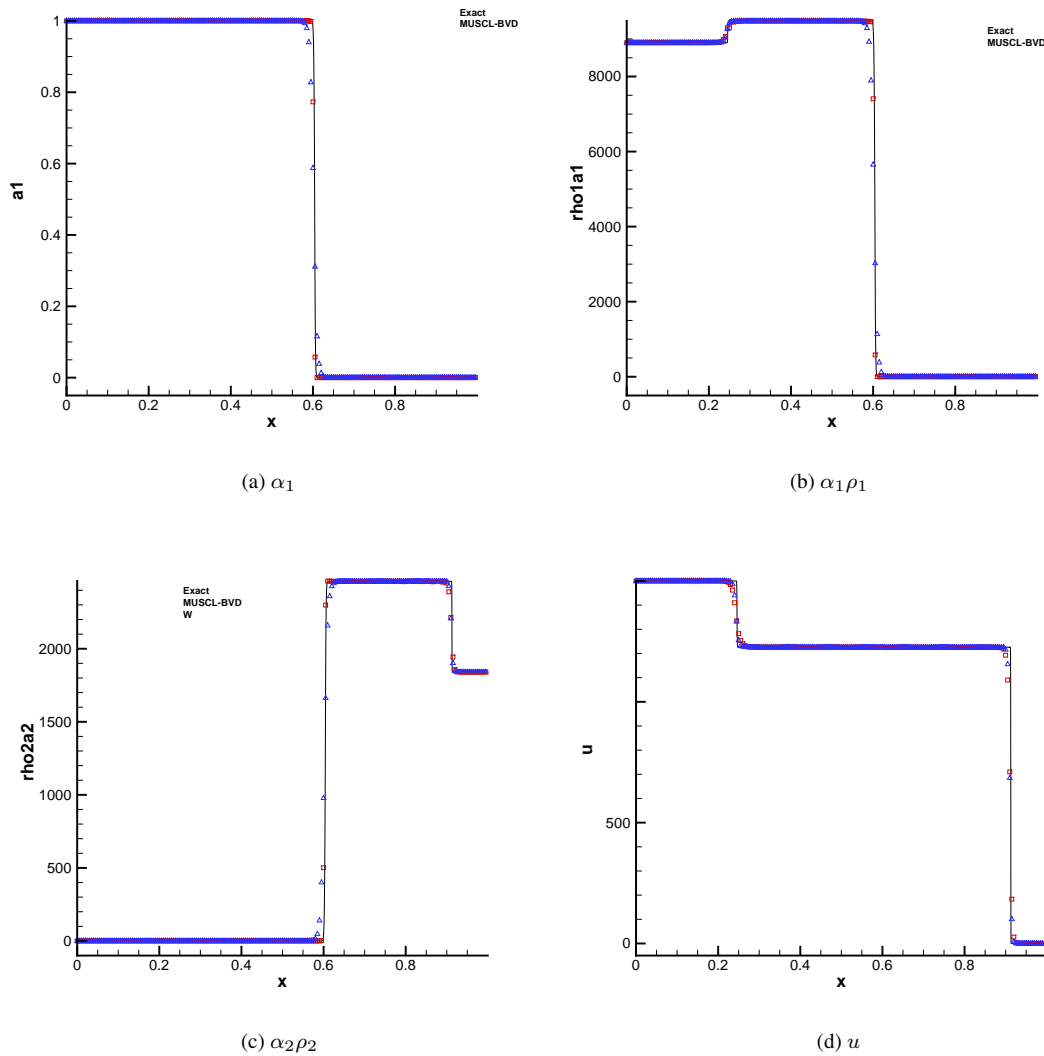 Exact
MUSCL-BVD
a1
1
0.8
0.6
0.4
0.2
0
0 0.2 0.4 0.6 0.8
x
(a) α₁
Exact
MUSCL-BVD
rho1a1
8000
6000
4000
2000
0
0 0.2 0.4 0.6 0.8
x
(b) α₁ρ₁
Exact
MUSCL-BVD
W
rho2a2
2000
1500
1000
500
0
0 0.2 0.4 0.6 0.8
x
(c) α₂ρ₂
u
500
0
0 0.2 0.4 0.6 0.8
x
(d) u